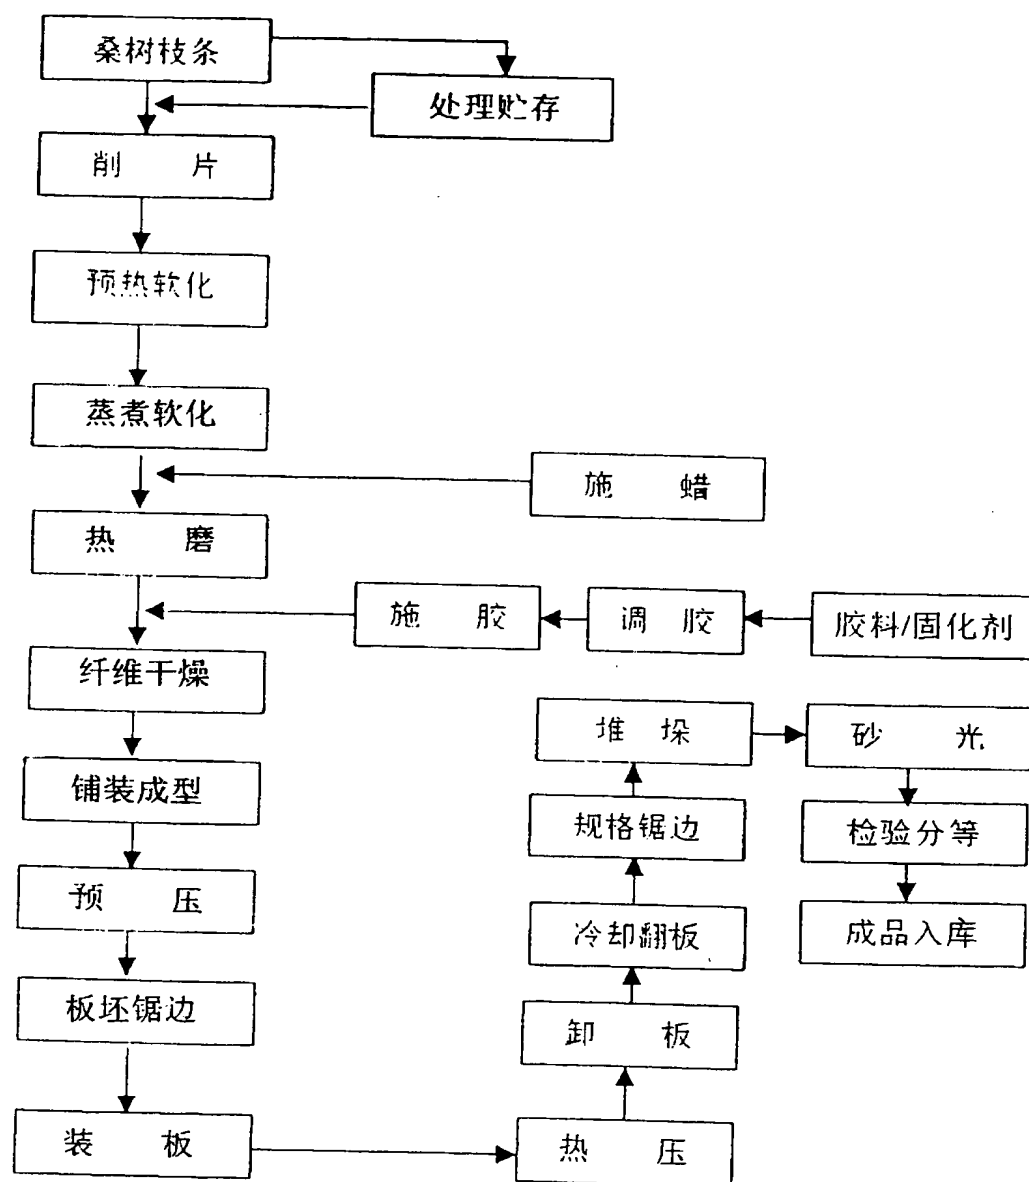 桑树枝条
处理贮存
削 片
预热软化
蒸煮软化
施 蜡
热 磨
施 胶
调 胶
胶料/固化剂
纤维干燥
铺装成型
预 压
板坯锯边
装 板
热 压
卸 板
冷却翻板
规格锯边
堆 垛
砂 光
检验分等
成品入库